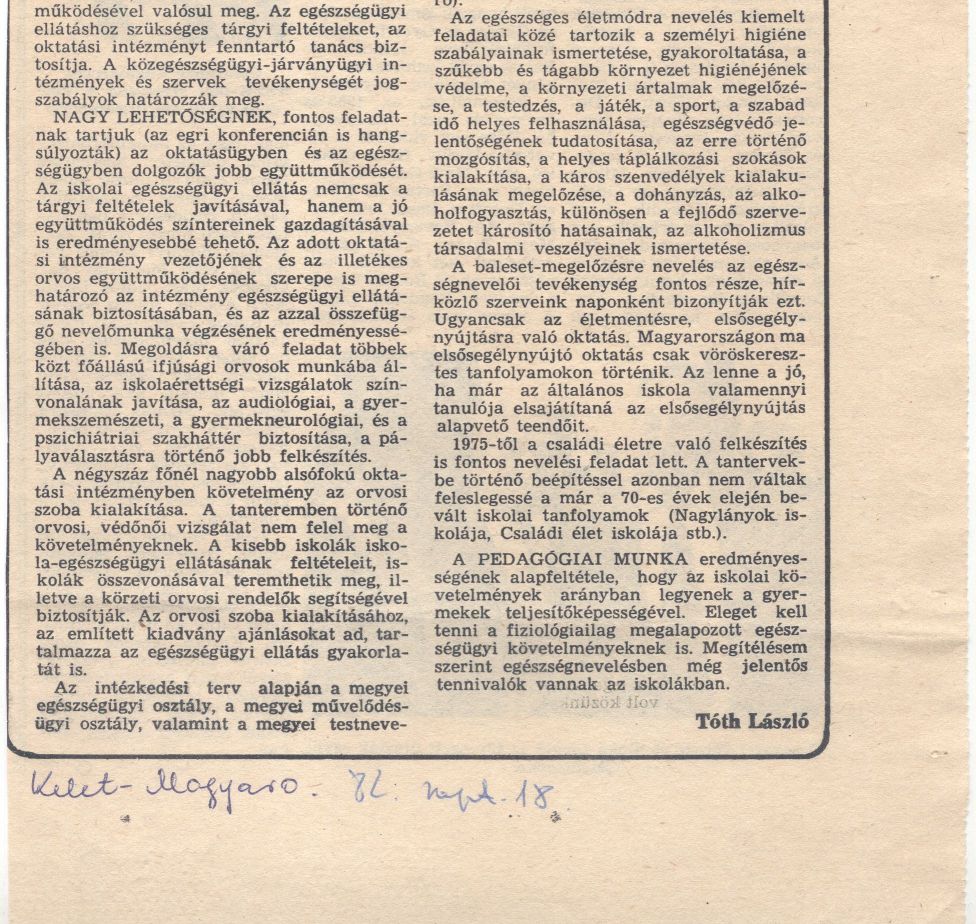 működésével valósul meg. Az egészségügyi
ellátáshoz szükséges tárgyi feltételeket, az
oktatási intézményt fenntartó tanács biz-
tosítja. A közegészségügyi-járványügyi in-
tézmények és szervek tevékenységét jog-
szabályok határozzák meg.
NAGY LEHETŐSÉGNEK, fontos feladat-
nak tartjuk (az egri konferencián is hang-
súlyozták) az oktatásügyben és az egész-
ségügyben dolgozók jobb együttműködését.
Az iskolai egészségügyi ellátás nemcsak a
tárgyi feltételek javításával, hanem a jó
együttműködés színtereinek gazdagításával
is eredményesebbé tehető. Az adott oktatá-
si intézmény vezetőjének és az illetékes
orvos együttműködésének szerepe is meg-
határozó az intézmény egészségügyi ellátá-
sának biztosításában, és az azzal összefüg-
gő nevelőmunka végzésének eredményessé-
gében is. Megoldásra váró feladat többek
közt főállású ifjúsági orvosok munkába ál-
lítása, az iskolaérettségi vizsgálatok szín-
vonalának javítása, az audiológiai, a gyer-
mekszemészeti, a gyermekneurológiai, és a
pszichiátriai szakháttér biztosítása, a pá-
lyaválasztásra történő jobb felkészítés.
A négyszáz főnél nagyobb alsófokú okta-
tási intézményben követelmény az orvosi
szoba kialakítása. A tanteremben történő
orvosi, védőnői vizsgálat nem felel meg a
követelményeknek. A kisebb iskolák isko-
la-egészségügyi ellátásának feltételeit, is-
kolák összevonásával teremthetik meg, il-
letve a körzeti orvosi rendelők segítségével
biztosítják. Az orvosi szoba kialakításához,
az említett kiadvány ajánlásokat ad, tar-
talmazza az egészségügyi ellátás gyakorla-
tát is.
Az intézkedési terv alapján a megyei
egészségügyi osztály, a megyei művelődés-
ügyi osztály, valamint a megyei testneve-
Az egészséges életmódra nevelés kiemelt
feladatai közé tartozik a személyi higiéne
szabályainak ismertetése, gyakoroltatása, a
szűkebb és tágabb környezet higiénéjének
védelme, a környezeti ártalmak megelőzé-
se, a testedzés, a játék, a sport, a szabad
idő helyes felhasználása, egészségvédő je-
lentőségének tudatosítása, az erre történő
mozgósítás, a helyes táplálkozási szokások
kialakítása, a káros szenvedélyek kialaku-
lásának megelőzése, a dohányzás, az alko-
holfogyasztás, különösen a fejlődő szerve-
zetet károsító hatásainak, az alkoholizmus
társadalmi veszélyeinek ismertetése.
A baleset-megelőzésre nevelés az egész-
ségnevelői tevékenység fontos része, hír-
közlő szerveink naponként bizonyítják ezt.
Ugyancsak az életmentésre, elsősegély-
nyújtásra való oktatás. Magyarországon ma
elsősegélynyújtó oktatás csak vöröskeresz-
tes tanfolyamokon történik. Az lenne a jó,
ha már az általános iskola valamennyi
tanulója elsajátítaná az elsősegélynyújtás
alapvető teendőit.
1975-től a családi életre való felkészítés
is fontos nevelési feladat lett. A tantervek-
be történő beépítéssel azonban nem váltak
feleslegessé a már a 70-es évek elején be-
vált iskolai tanfolyamok (Nagylányok is-
kolája, Családi élet iskolája stb.).
A PEDAGÓGIAI MUNKA eredményes-
ségének alapfeltétele, hogy az iskolai kö-
vetelmények arányban legyenek a gyer-
mekek teljesítőképességével. Eleget kell
tenni a fiziológiailag megalapozott egész-
ségügyi követelményeknek is. Megítélésem
szerint egészségnevelésben még jelentős
tennivalók vannak az iskolákban.
volt közünk
Tóth László
Kelet-Magyaro. 82. szept. 18.